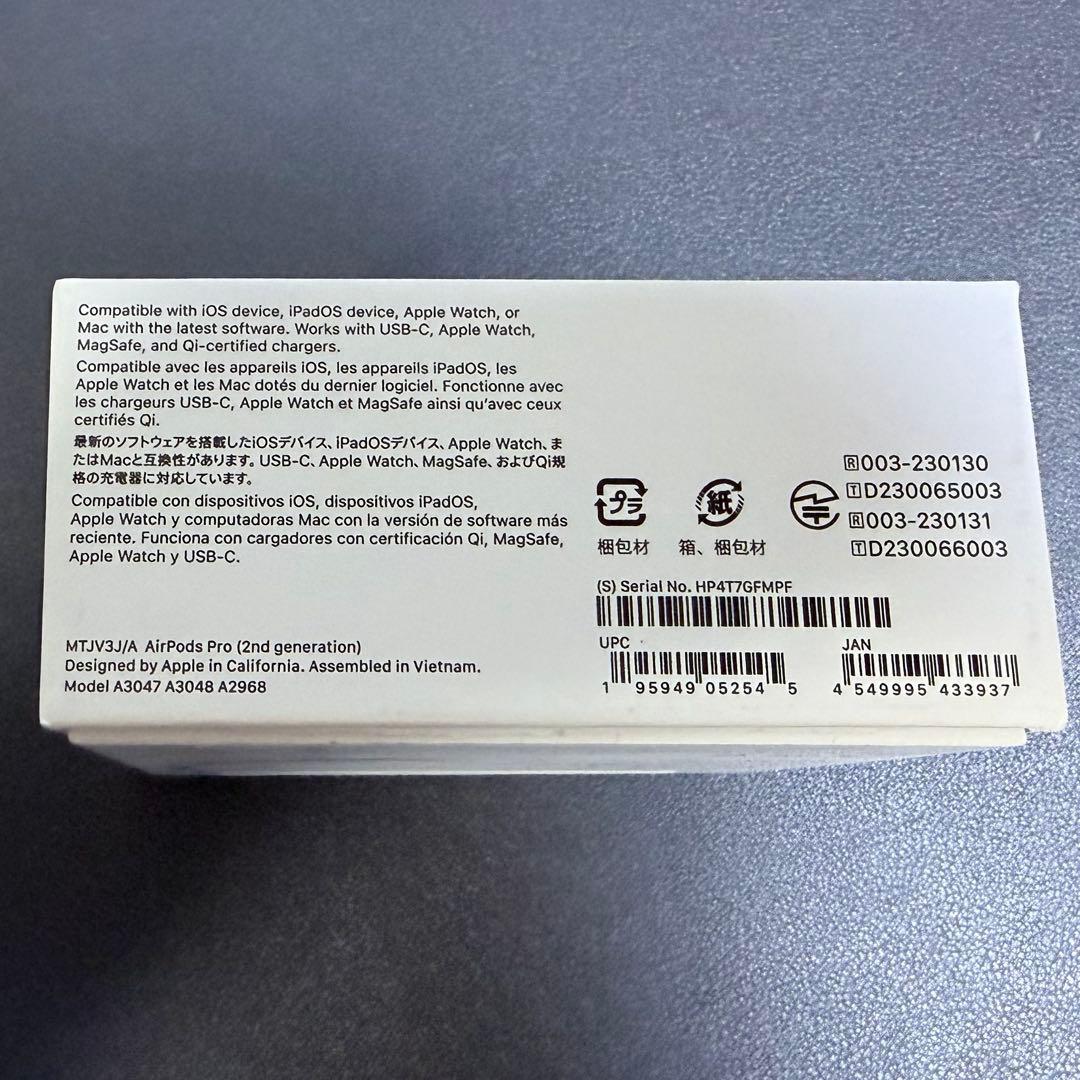 Compatible with iOS device, iPadOS device, Apple Watch, or
Mac with the latest software. Works with USB-C, Apple Watch,
MagSafe, and Qi-certified chargers.
Compatible avec les appareils iOS, les appareils iPadOS, les
Apple Watch et les Mac dotés du dernier logiciel. Fonctionne avec
les chargeurs USB-C, Apple Watch et MagSafe ainsi qu'avec ceux
certifiés Qi.
最新のソフトウェアを搭載したiOSデバイス、iPadOSデバイス、Apple Watch、ま
たはMacと互換性があります。USB-C、Apple Watch、MagSafe、およびQi規
格の充電器に対応しています。
Compatible con dispositivos iOS, dispositivos iPadOS,
Apple Watch y computadoras Mac con la versión de software más
reciente. Funciona con cargadores con certificación Qi, MagSafe,
Apple Watch y USB-C.
MTJV3J/A AirPods Pro (2nd generation)
Designed by Apple in California. Assembled in Vietnam.
Model A3047 A3048 A2968
プラ
梱包材
紙
箱、梱包材
R 003-230130
T D230065003
R 003-230131
T D230066003
(S) Serial No. HP4T7GFMPF
UPC
1 95949 05254 5
JAN
4 549995 433937